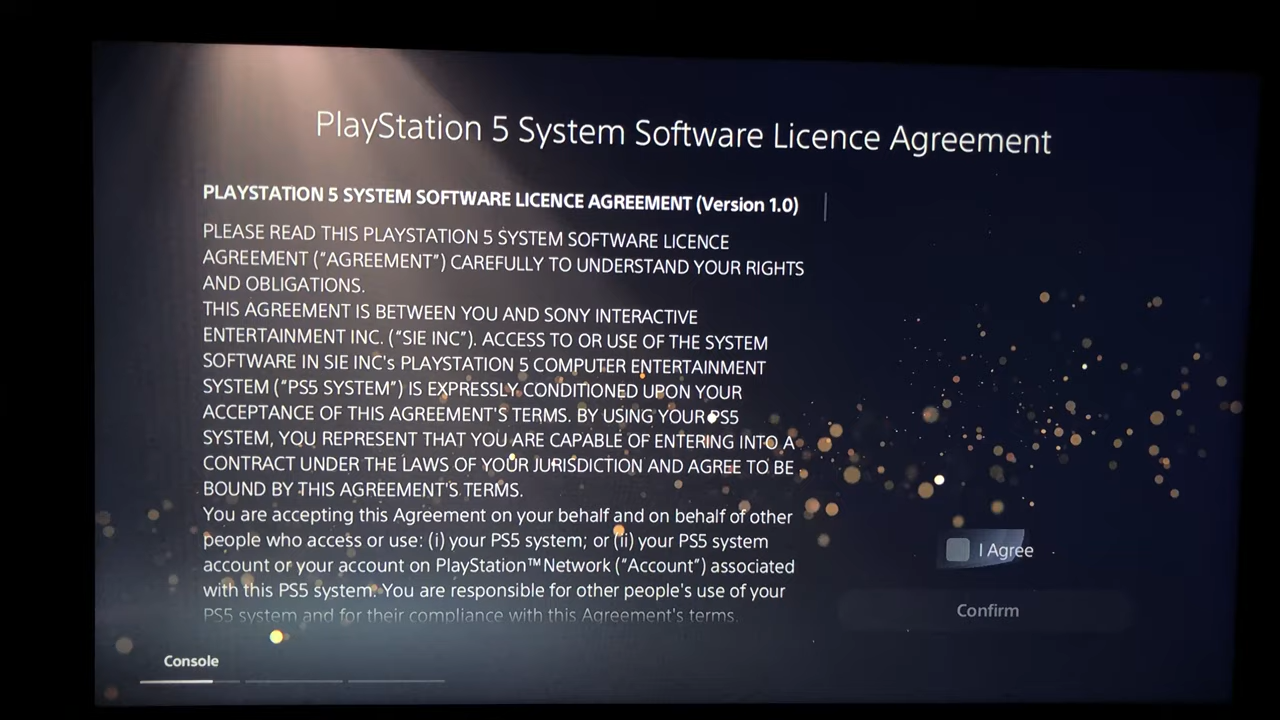 PlayStation 5 System Software Licence Agreement
PLAYSTATION 5 SYSTEM SOFTWARE LICENCE AGREEMENT (Version 1.0)
PLEASE READ THIS PLAYSTATION 5 SYSTEM SOFTWARE LICENCE
AGREEMENT ("AGREEMENT") CAREFULLY TO UNDERSTAND YOUR RIGHTS
AND OBLIGATIONS.
THIS AGREEMENT IS BETWEEN YOU AND SONY INTERACTIVE
ENTERTAINMENT INC. ("SIE INC"). ACCESS TO OR USE OF THE SYSTEM
SOFTWARE IN SIE INC's PLAYSTATION 5 COMPUTER ENTERTAINMENT
SYSTEM ("PS5 SYSTEM") IS EXPRESSLY CONDITIONED UPON YOUR
ACCEPTANCE OF THIS AGREEMENT'S TERMS. BY USING YOUR PS5
SYSTEM, YOU REPRESENT THAT YOU ARE CAPABLE OF ENTERING INTO A
CONTRACT UNDER THE LAWS OF YOUR JURISDICTION AND AGREE TO BE
BOUND BY THIS AGREEMENT'S TERMS.
You are accepting this Agreement on your behalf and on behalf of other
people who access or use: (i) your PS5 system; or (ii) your PS5 system
account or your account on PlayStation™Network ("Account") associated
with this PS5 system. You are responsible for other people's use of your
PS5 system and for their compliance with this Agreement's terms.
I Agree
Confirm
Console